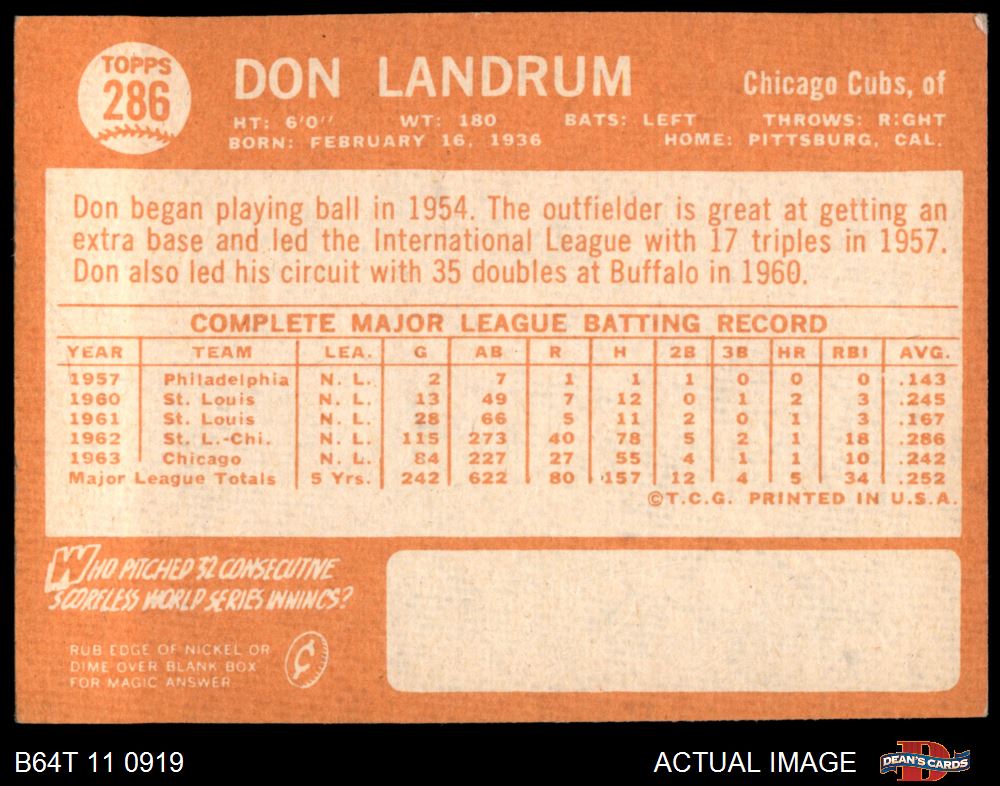 TOPPS
286
DON LANDRUM
Chicago Cubs, of
HT: 6'0" WT: 180 BATS: LEFT THROWS: RIGHT
BORN: FEBRUARY 16, 1936 HOME: PITTSBURG, CAL.
Don began playing ball in 1954. The outfielder is great at getting an
extra base and led the International League with 17 triples in 1957.
Don also led his circuit with 35 doubles at Buffalo in 1960.
COMPLETE MAJOR LEAGUE BATTING RECORD
YEAR TEAM LEA. G AB R H 2B 3B HR RBI AVG.
1957 Philadelphia N. L. 2 7 1 1 1 0 0 0 .143
1960 St. Louis N. L. 13 49 7 12 0 1 2 3 .245
1961 St. Louis N. L. 28 66 5 11 2 0 1 3 .167
1962 St. L.-Chi. N. L. 115 273 40 78 5 2 1 18 .286
1963 Chicago N. L. 84 227 27 55 4 1 1 10 .242
Major League Totals 5 Yrs. 242 622 80 157 12 4 5 34 .252
©T.C.G. PRINTED IN U.S.A.
WHO PITCHED 32 CONSECUTIVE
SCORELESS WORLD SERIES INNINGS?
RUB EDGE OF NICKEL OR
DIME OVER BLANK BOX
FOR MAGIC ANSWER
¢
B64T 11 0919
ACTUAL IMAGE
D
DEAN'S CARDS